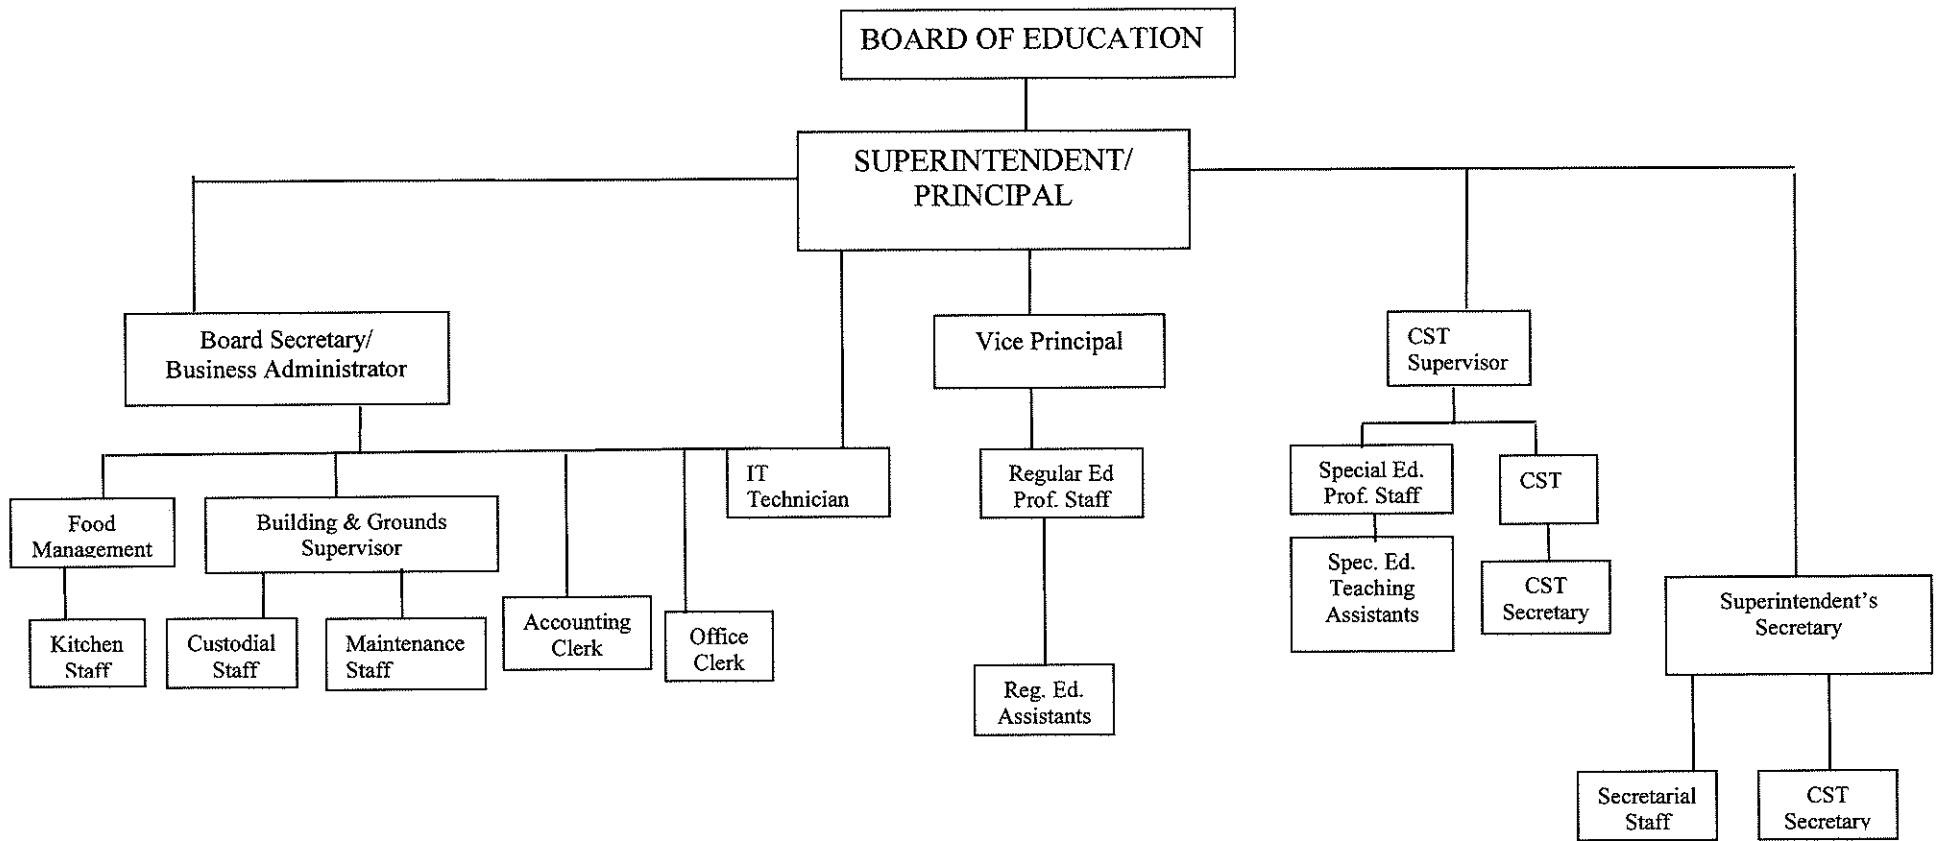 BOARD OF EDUCATION
SUPERINTENDENT/
PRINCIPAL
Board Secretary/
Business Administrator
Vice Principal
CST
Supervisor
IT
Technician
Regular Ed
Prof. Staff
Special Ed.
Prof. Staff
CST
Food
Management
Building & Grounds
Supervisor
Spec. Ed.
Teaching
Assistants
CST
Secretary
Superintendent's
Secretary
Kitchen
Staff
Custodial
Staff
Maintenance
Staff
Accounting
Clerk
Office
Clerk
Reg. Ed.
Assistants
Secretarial
Staff
CST
Secretary